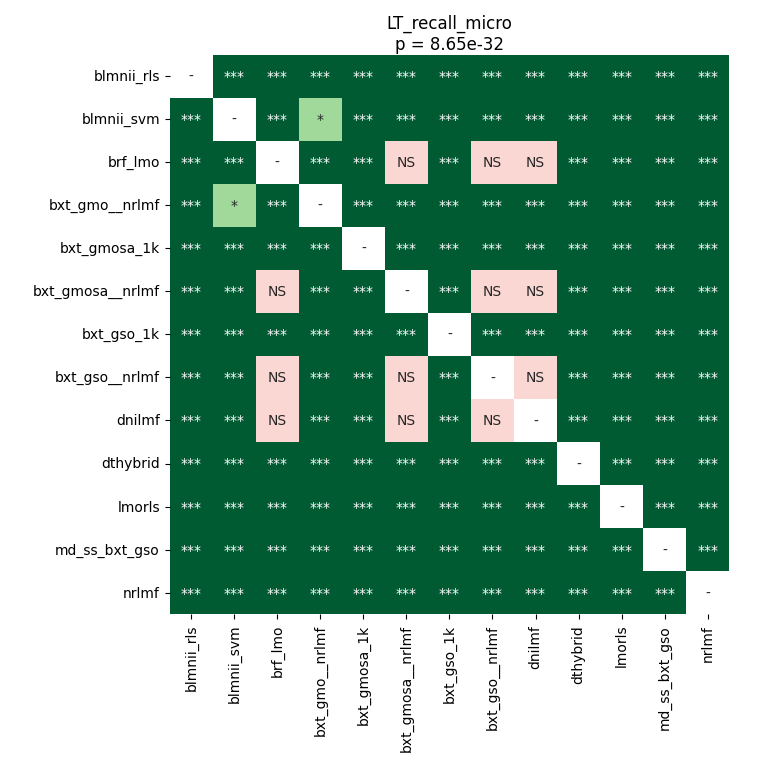 LT_recall_micro
p = 8.65e-32
blmnii_rls - *** *** *** *** *** *** *** *** *** *** *** ***
blmnii_svm *** - *** * *** *** *** *** *** *** *** *** ***
brf_lmo *** *** - *** *** NS *** NS NS *** *** *** ***
bxt_gmo__nrlmf *** * *** - *** *** *** *** *** *** *** *** ***
bxt_gmosa_1k *** *** *** *** - *** *** *** *** *** *** *** ***
bxt_gmosa__nrlmf *** *** NS *** *** - *** NS NS *** *** *** ***
bxt_gso_1k *** *** *** *** *** *** - *** *** *** *** *** ***
bxt_gso__nrlmf *** *** NS *** *** NS *** - NS *** *** *** ***
dnilmf *** *** NS *** *** NS *** NS - *** *** *** ***
dthybrid *** *** *** *** *** *** *** *** *** - *** *** ***
lmorls *** *** *** *** *** *** *** *** *** *** - *** ***
md_ss_bxt_gso *** *** *** *** *** *** *** *** *** *** *** - ***
nrlmf *** *** *** *** *** *** *** *** *** *** *** *** -
blmnii_rls
blmnii_svm
brf_lmo
bxt_gmo__nrlmf
bxt_gmosa_1k
bxt_gmosa__nrlmf
bxt_gso_1k
bxt_gso__nrlmf
dnilmf
dthybrid
lmorls
md_ss_bxt_gso
nrlmf